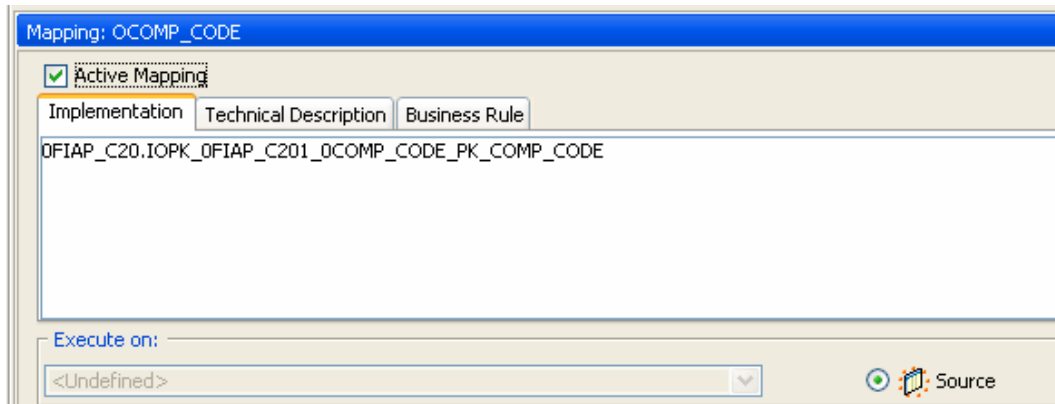 Mapping: OCOMP_CODE
Active Mapping
Implementation Technical Description Business Rule
0FIAP_C20.IOPK_0FIAP_C201_0COMP_CODE_PK_COMP_CODE
Execute on:
<Undefined> Source